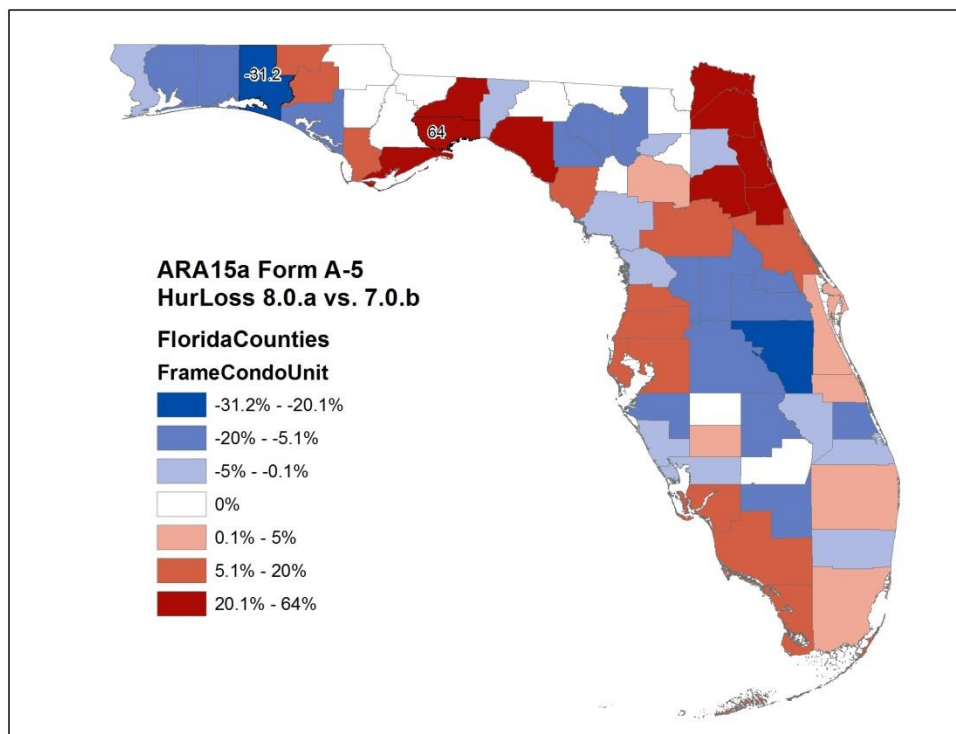 -31.2
64
ARA15a Form A-5
HurLoss 8.0.a vs. 7.0.b
FloridaCounties
FrameCondoUnit
-31.2% - -20.1%
-20% - -5.1%
-5% - -0.1%
0%
0.1% - 5%
5.1% - 20%
20.1% - 64%